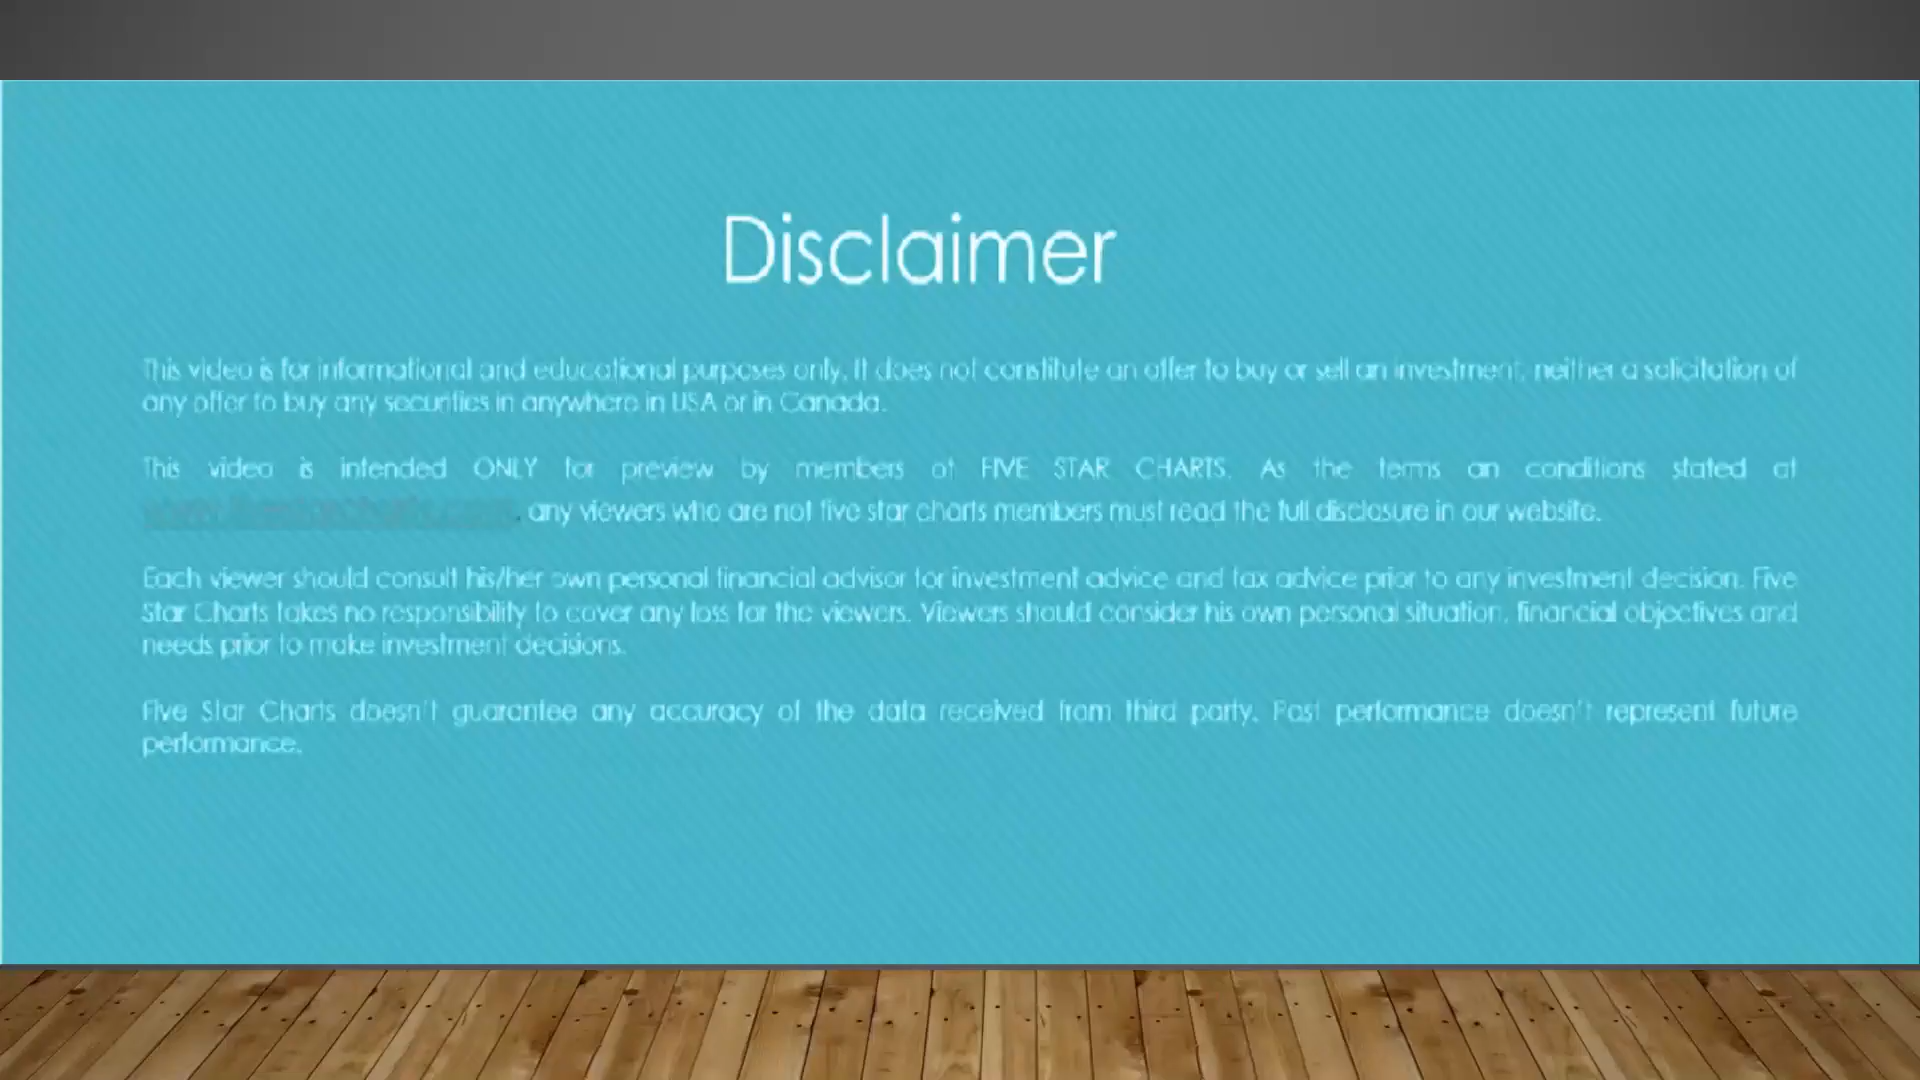 Disclaimer
This video is for informational and educational purposes only. It does not constitute an offer to buy or sell an investment, neither a solicitation of
any offer to buy any securities in anywhere in USA or in Canada.
This video is intended ONLY for preview by members of FIVE STAR CHARTS. As the terms an conditions stated at
, any viewers who are not five star charts members must read the full disclosure in our website.
Each viewer should consult his/her own personal financial advisor for investment advice and tax advice prior to any investment decision. Five
Star Charts takes no responsibility to cover any loss for the viewers. Viewers should consider his own personal situation, financial objectives and
needs prior to make investment decisions.
Five Star Charts doesn't guarantee any accuracy of the data received from third party. Past performance doesn't represent future
performance.